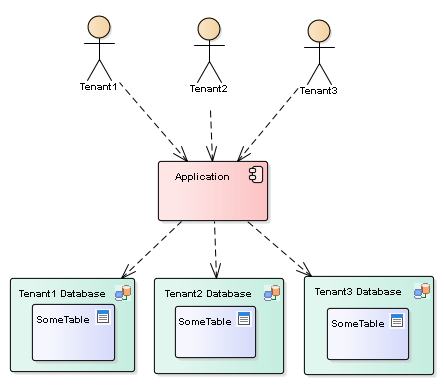 Tenant1
Tenant2
Tenant3
Application
Tenant1 Database
Tenant2 Database
Tenant3 Database
SomeTable
SomeTable
SomeTable